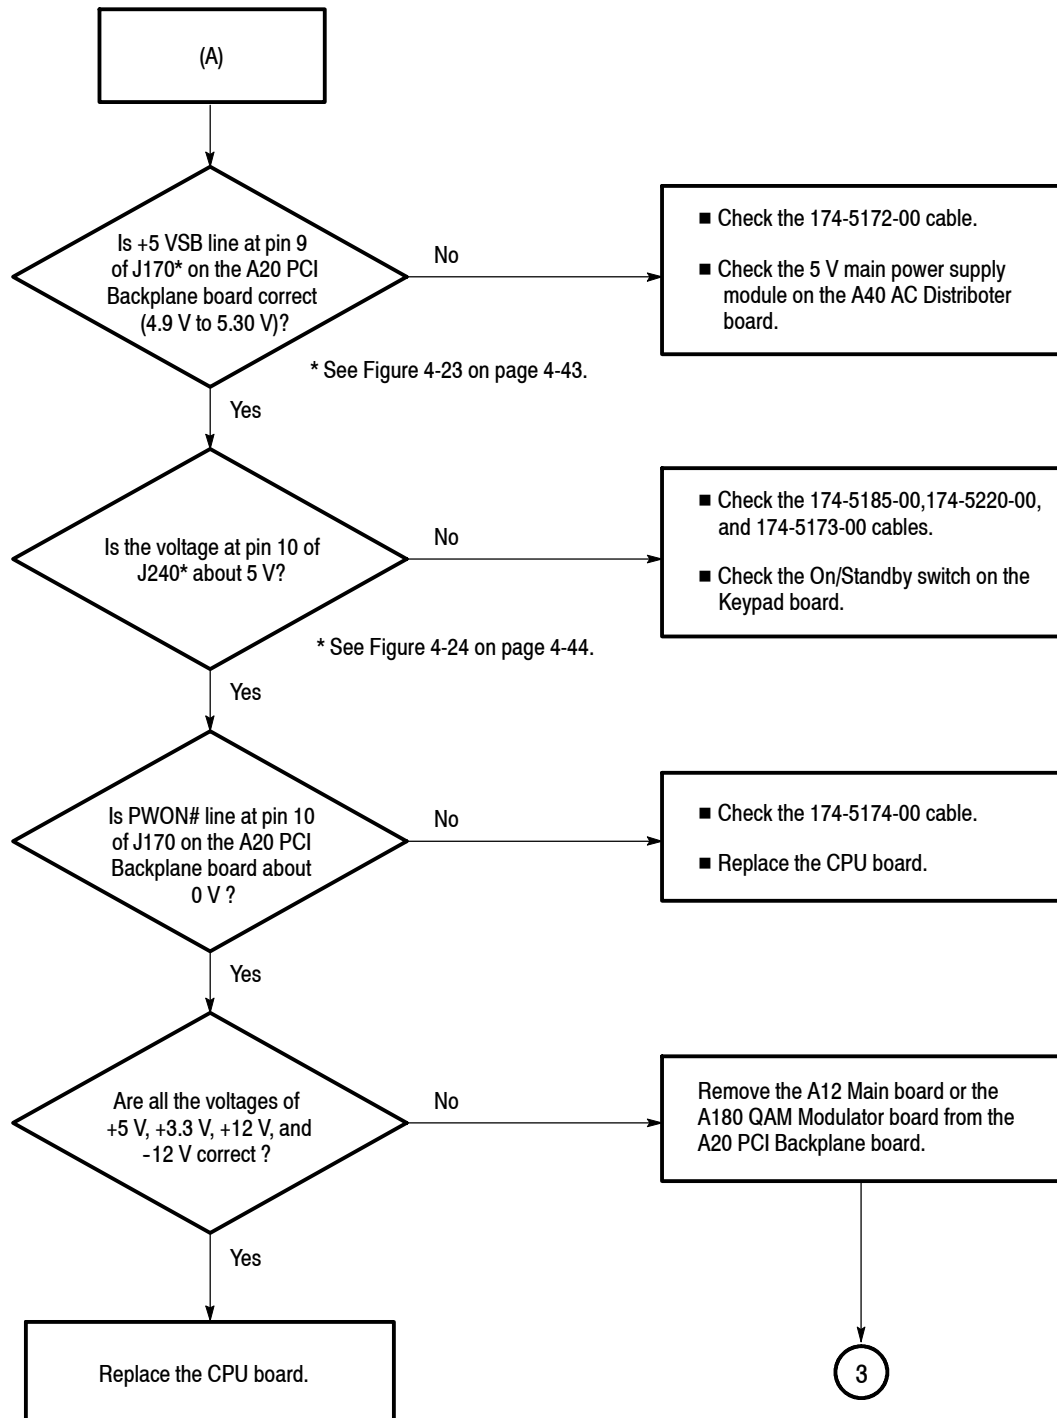 (A)
Is +5 VSB line at pin 9
of J170* on the A20 PCI
Backplane board correct
(4.9 V to 5.30 V)?
No
■ Check the 174-5172-00 cable.
■ Check the 5 V main power supply
module on the A40 AC Distriboter
board.
* See Figure 4-23 on page 4-43.
Yes
Is the voltage at pin 10 of
J240* about 5 V?
No
■ Check the 174-5185-00,174-5220-00,
and 174-5173-00 cables.
■ Check the On/Standby switch on the
Keypad board.
* See Figure 4-24 on page 4-44.
Yes
Is PWON# line at pin 10
of J170 on the A20 PCI
Backplane board about
0 V ?
No
■ Check the 174-5174-00 cable.
■ Replace the CPU board.
Yes
Are all the voltages of
+5 V, +3.3 V, +12 V, and
-12 V correct ?
No
Remove the A12 Main board or the
A180 QAM Modulator board from the
A20 PCI Backplane board.
Yes
Replace the CPU board.
3